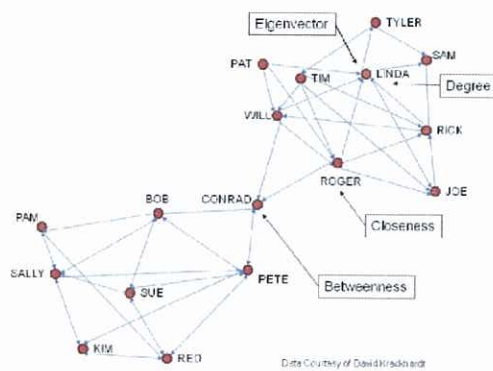 TYLER
Eigenvector
SAM
PAT
TIM
LINDA
Degree
WILL
RICK
ROGER
JOE
BOB
CONRAD
PAM
Closeness
SALLY
PETE
SUE
Betweenness
KIM
RED
Data Courtesy of David Krackhardt